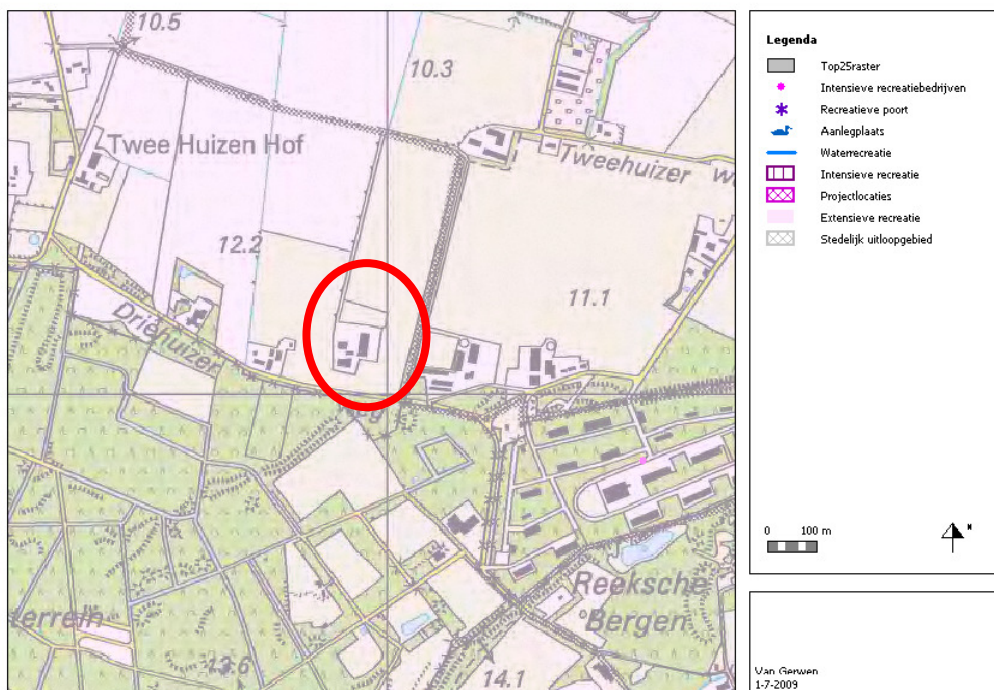 10.5
10.3
Twee Huizen Hof
Tweehuizer
12.2
11.1
Driehuizer
Reeksche
Bergen
13.6
14.1
Legenda
Top25raster
Intensieve recreatiebedrijven
Recreatieve poort
Aanlegplaats
Waterrecreatie
Intensieve recreatie
Projectlocaties
Extensieve recreatie
Stedelijk uitloopgebied
0 100 m
Van Gerwen
1-7-2009